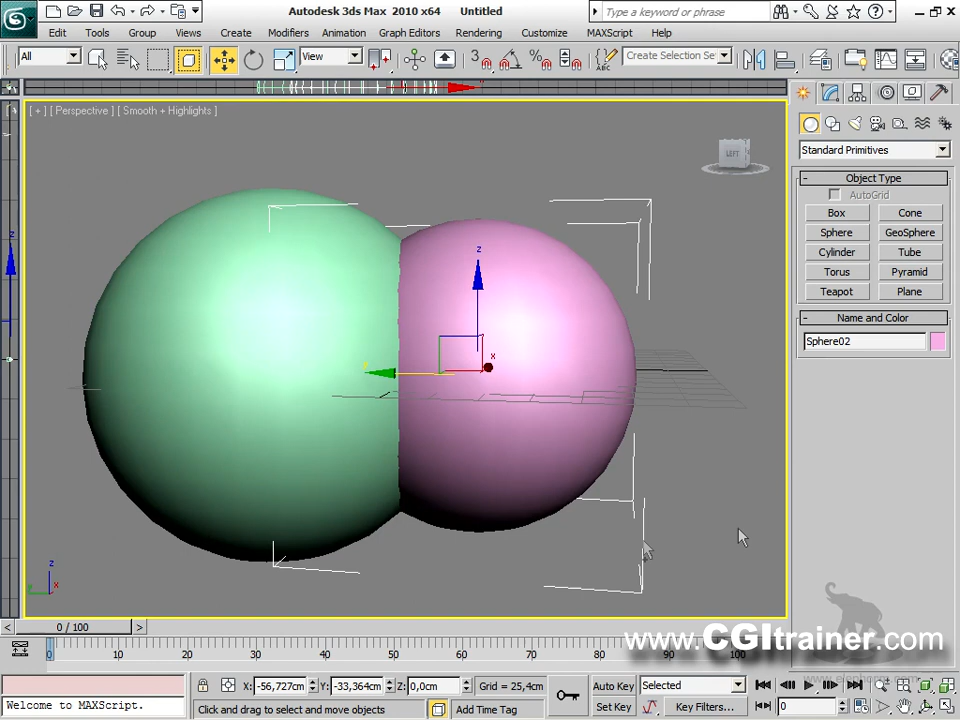 Autodesk 3ds Max 2010 x64 Untitled
Type a keyword or phrase
Edit Tools Group Views Create Modifiers Animation Graph Editors Rendering Customize MAXScript Help
All View 3 Create Selection Se
[ + ] [ Perspective ] [ Smooth + Highlights ]
LEFT
Standard Primitives
- Object Type
AutoGrid
Box Cone
Sphere GeoSphere
Cylinder Tube
Torus Pyramid
Teapot Plane
- Name and Color
Sphere02
z
x
z
z
x
< 0 / 100 >
0 10 20 30 40 50 60 70 80 90 100
www.CGItrainer.com
X: -56,727cm Y: -33,364cm Z: 0,0cm Grid = 25,4cm Auto Key Selected
Welcome to MAXScript. Click and drag to select and move objects Add Time Tag Set Key Key Filters... 0